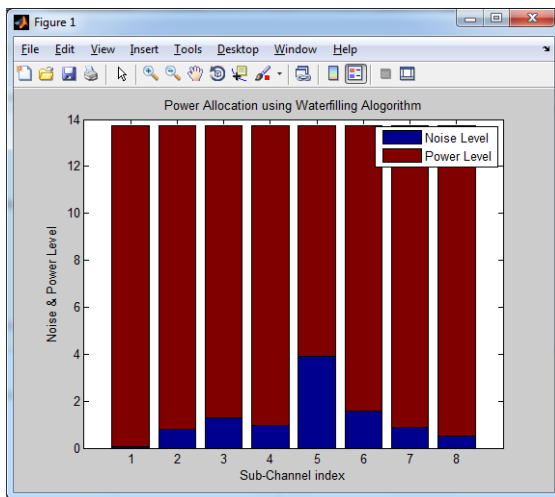 Figure 1
File Edit View Insert Tools Desktop Window Help
Power Allocation using Waterfilling Alogorithm
Noise Level
Power Level
Noise & Power Level
14
12
10
8
6
4
2
0
1 2 3 4 5 6 7 8
Sub-Channel index